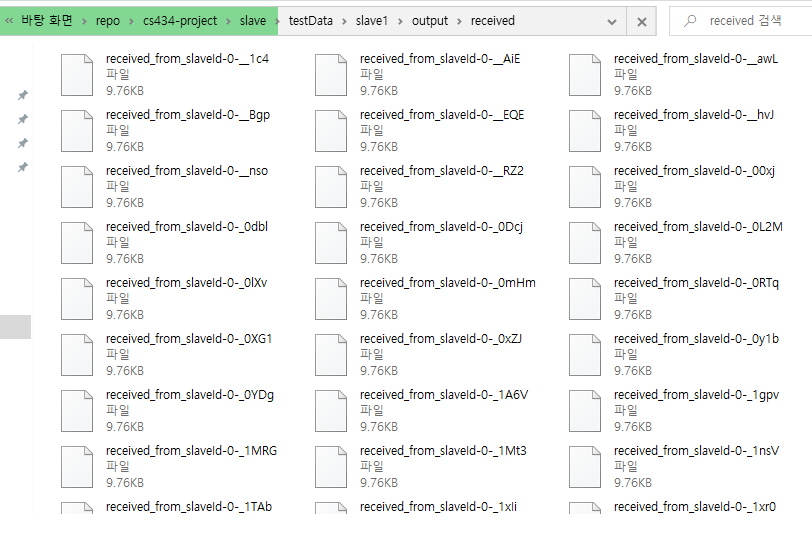 « 바탕 화면 › repo › cs434-project › slave › testData › slave1 › output › received
received 검색
received_from_slaveId-0-__1c4
파일
9.76KB
received_from_slaveId-0-__AiE
파일
9.76KB
received_from_slaveId-0-__awL
파일
9.76KB
received_from_slaveId-0-__Bgp
파일
9.76KB
received_from_slaveId-0-__EQE
파일
9.76KB
received_from_slaveId-0-__hvJ
파일
9.76KB
received_from_slaveId-0-__nso
파일
9.76KB
received_from_slaveId-0-__RZ2
파일
9.76KB
received_from_slaveId-0-_00xj
파일
9.76KB
received_from_slaveId-0-_0dbl
파일
9.76KB
received_from_slaveId-0-_0Dcj
파일
9.76KB
received_from_slaveId-0-_0L2M
파일
9.76KB
received_from_slaveId-0-_0lXv
파일
9.76KB
received_from_slaveId-0-_0mHm
파일
9.76KB
received_from_slaveId-0-_0RTq
파일
9.76KB
received_from_slaveId-0-_0XG1
파일
9.76KB
received_from_slaveId-0-_0xZJ
파일
9.76KB
received_from_slaveId-0-_0y1b
파일
9.76KB
received_from_slaveId-0-_0YDg
파일
9.76KB
received_from_slaveId-0-_1A6V
파일
9.76KB
received_from_slaveId-0-_1gpv
파일
9.76KB
received_from_slaveId-0-_1MRG
파일
9.76KB
received_from_slaveId-0-_1Mt3
파일
9.76KB
received_from_slaveId-0-_1nsV
파일
9.76KB
received_from_slaveId-0-_1TAb
received_from_slaveId-0-_1xIi
received_from_slaveId-0-_1xr0